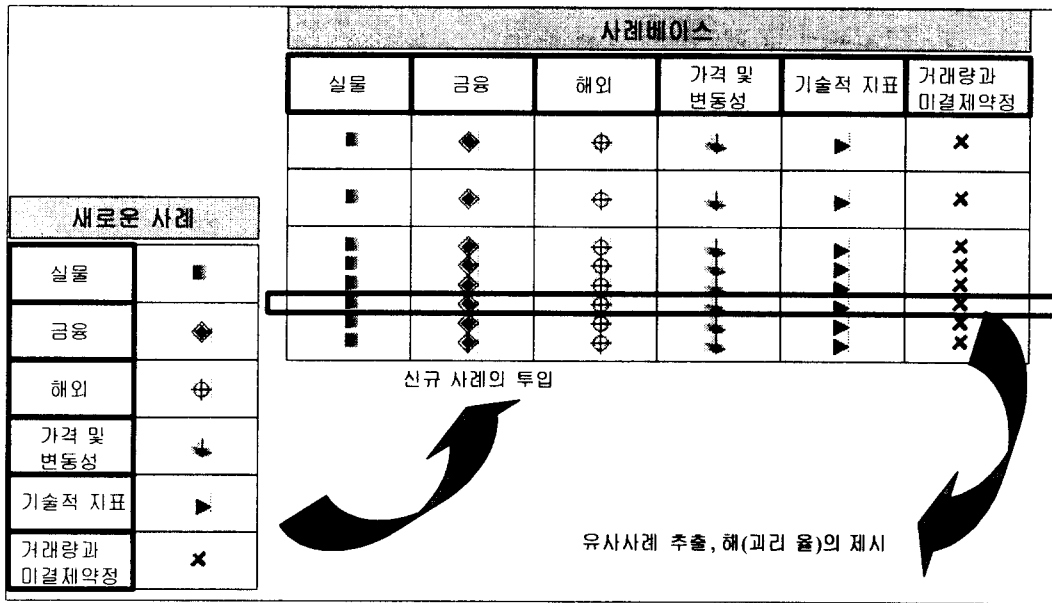 사례베이스
실물 금융 해외 가격 및 변동성 기술적 지표 거래량과 미결제약정
새로운 사례
실물
금융
해외
가격 및
변동성
기술적 지표
거래량과
미결제약정
신규 사례의 투입
유사사례 추출, 해(괴리 율)의 제시